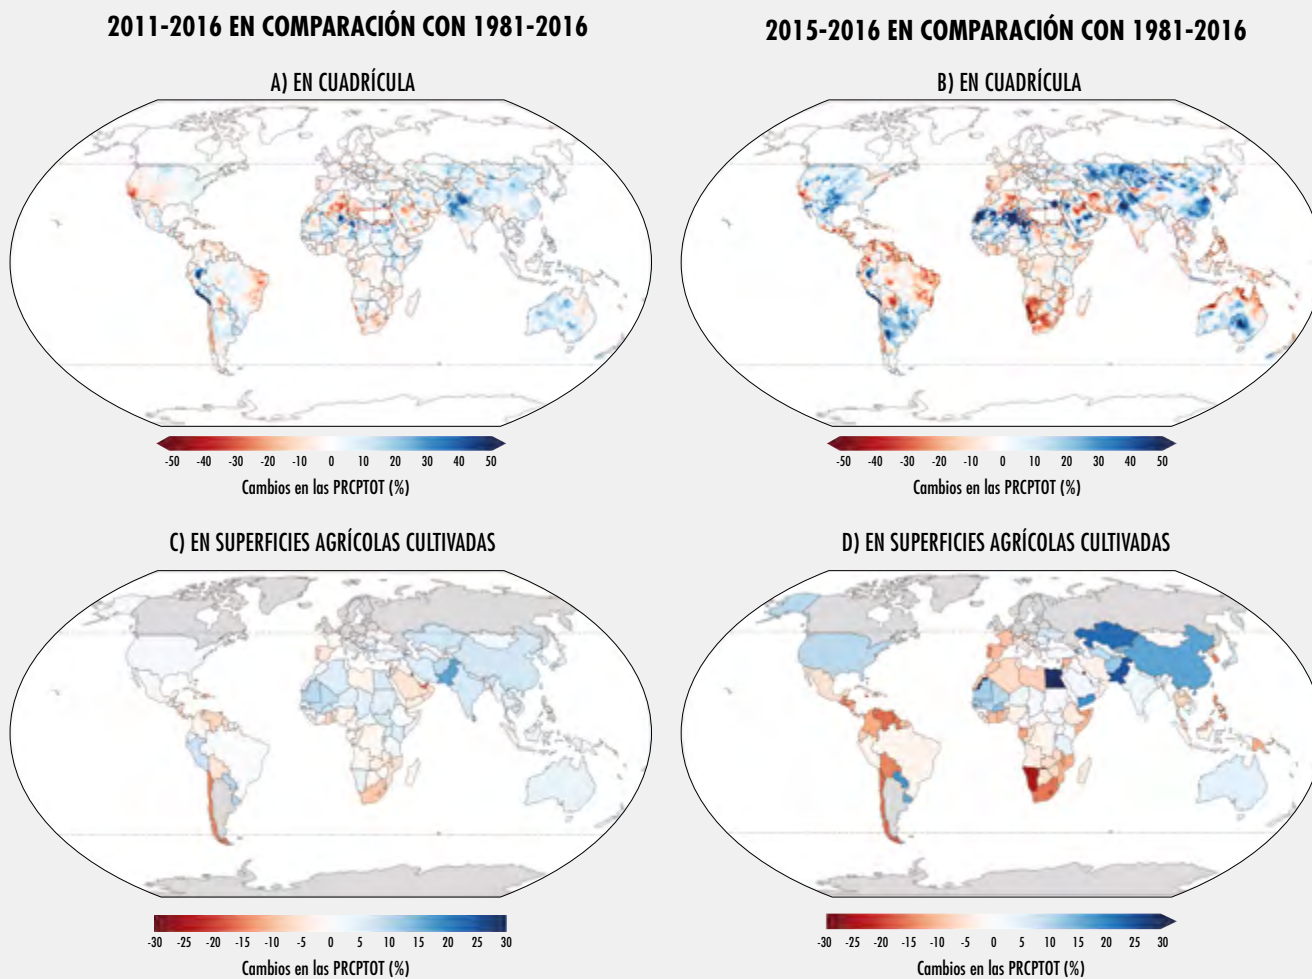 2011-2016 EN COMPARACIÓN CON 1981-2016
2015-2016 EN COMPARACIÓN CON 1981-2016
A) EN CUADRÍCULA
B) EN CUADRÍCULA
-50 -40 -30 -20 -10 0 10 20 30 40 50
Cambios en las PRCPTOT (%)
-50 -40 -30 -20 -10 0 10 20 30 40 50
Cambios en las PRCPTOT (%)
C) EN SUPERFICIES AGRÍCOLAS CULTIVADAS
D) EN SUPERFICIES AGRÍCOLAS CULTIVADAS
-30 -25 -20 -15 -10 -5 0 5 10 15 20 25 30
Cambios en las PRCPTOT (%)
-30 -25 -20 -15 -10 -5 0 5 10 15 20 25 30
Cambios en las PRCPTOT (%)